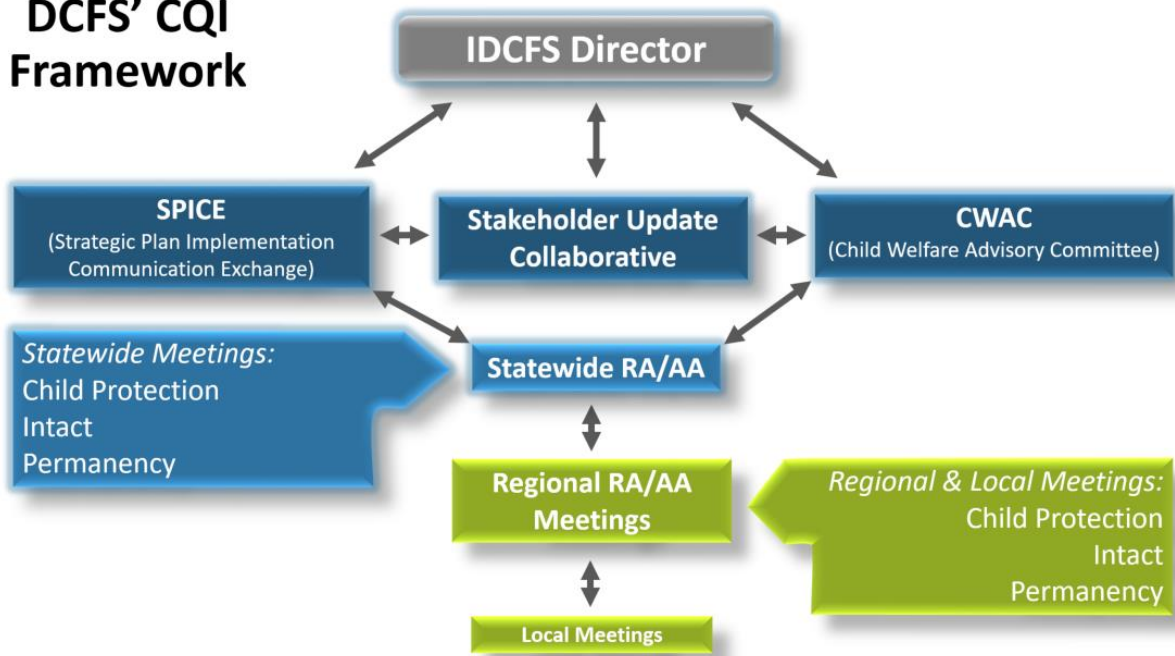 DCFS' CQI
Framework
IDCFS Director
SPICE
(Strategic Plan Implementation
Communication Exchange)
Stakeholder Update
Collaborative
CWAC
(Child Welfare Advisory Committee)
Statewide Meetings:
Child Protection
Intact
Permanency
Statewide RA/AA
Regional RA/AA
Meetings
Regional & Local Meetings:
Child Protection
Intact
Permanency
Local Meetings